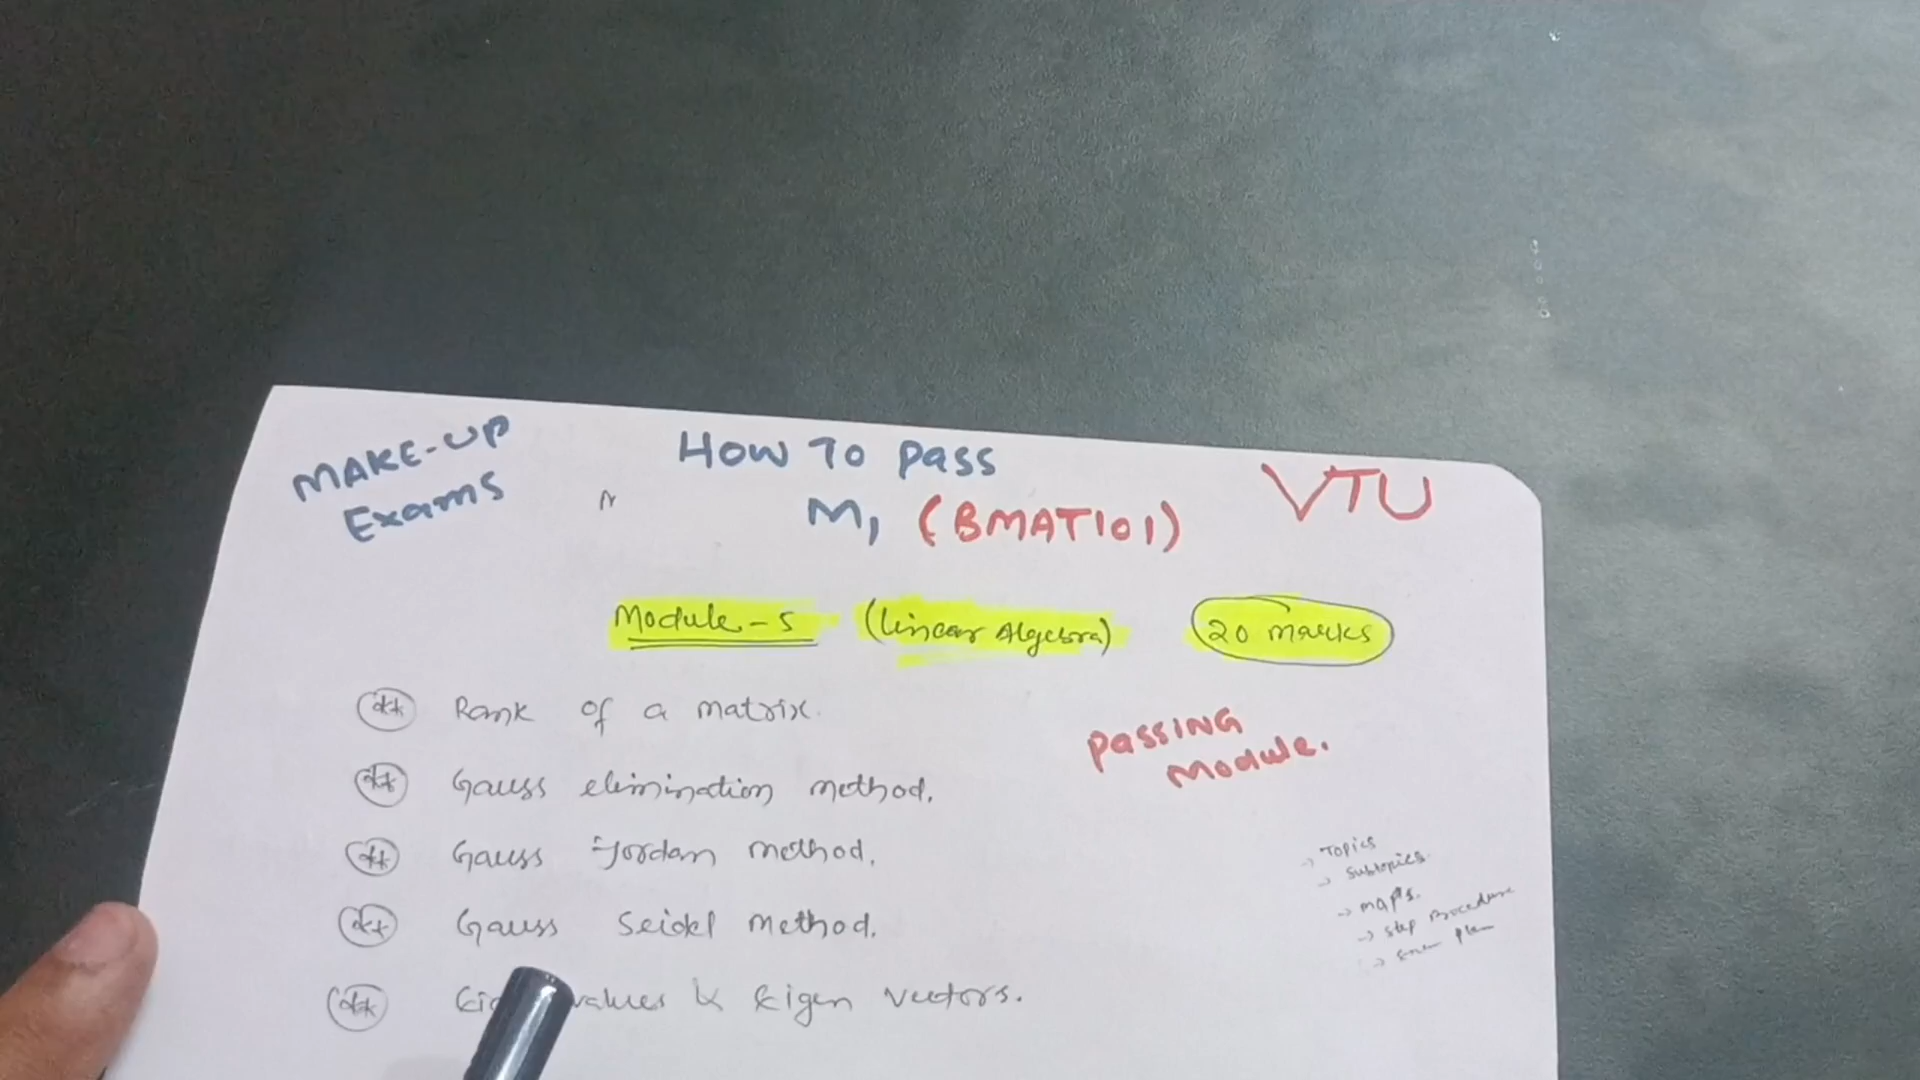 MAKE-UP
Exams
HOW TO PASS
M1 (BMAT101)
VTU
Module-5 (linear Algebra) 20 marks
** Rank of a matrix.
** Gauss elimination method.
** Gauss Jordan method.
** Gauss Seidel method.
** values & Eigen vectors.
PASSING
Module.
→ Topics
→ Subtopics
→ step Procedure